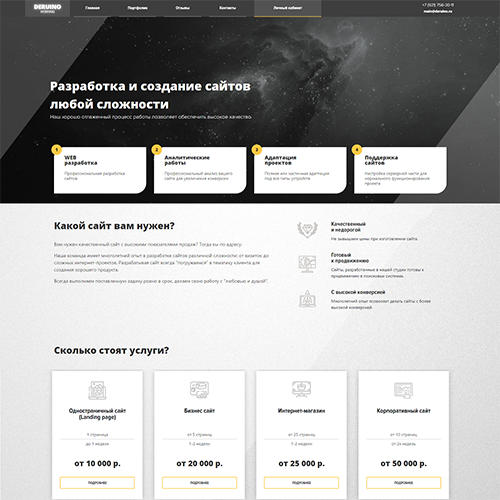 DERUINO
Главная
Портфолио
Отзывы
Контакты
Личный кабинет
+7 (921) 756-20-11
main@deruino.ru
Разработка и создание сайтов
любой сложности
Наш хорошо отлаженный процесс работы позволяет обеспечить высокое качество.
1
WEB
разработка
Профессиональная разработка
сайтов
2
Аналитические
работы
Профессиональный анализ вашего
сайта для увеличения конверсии
3
Адаптация
проектов
Полная или частичная адаптация
под все типы устройств
4
Поддержка
сайтов
Настройка серверной части для
нормального функционирования
проекта
Какой сайт вам нужен?
Вам нужен качественный сайт с высокими показателями продаж? Тогда вы по адресу.
Наша команда имеет многолетний опыт в разработке сайтов различной сложности: от визиток до
сложных интернет-проектов. Разрабатывая сайт всегда "погружаемся" в тематику клиента для
создания хорошего продукта.
Всегда выполняем поставленную задачу ровно в срок, делаем свою работу с "любовью и душой".
Качественный
и недорогой
Не завышаем цены при изготовлении сайта.
Готовый
к продвижению
Сайты, разработанные в нашей студии готовы к
продвижению в поисковых системах.
С высокой конверсией
Многолетний опыт позволяет делать сайты с более
высокой конверсией.
Сколько стоят услуги?
Одностраничный сайт
(Landing page)
1 страница
до 1 недели
от 10 000 р.
ПОДРОБНЕЕ
Бизнес сайт
от 5 страниц
1-2 недели
от 20 000 р.
ПОДРОБНЕЕ
Интернет-магазин
от 25 страниц
1-2 недели
от 25 000 р.
ПОДРОБНЕЕ
Корпоративный сайт
от 10 страниц
от 2х недель
от 50 000 р.
ПОДРОБНЕЕ